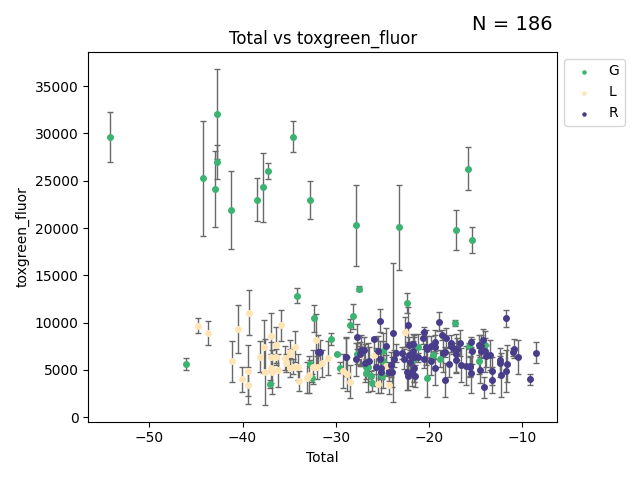 N = 186
Total vs toxgreen_fluor
G
L
R
35000
30000
25000
20000
15000
10000
5000
0
toxgreen_fluor
−50 −40 −30 −20 −10
Total